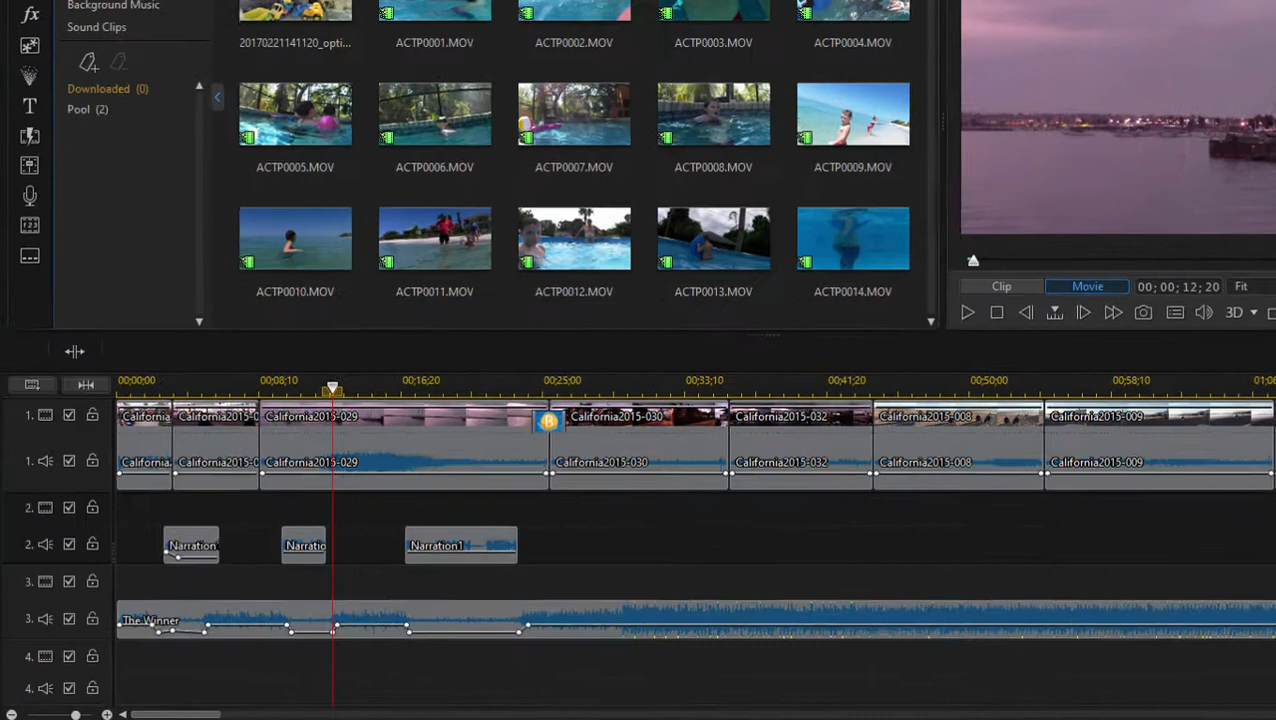 Background Music
Sound Clips
Downloaded (0)
Pool (2)
20170221141120_opti...
ACTP0001.MOV
ACTP0002.MOV
ACTP0003.MOV
ACTP0004.MOV
ACTP0005.MOV
ACTP0006.MOV
ACTP0007.MOV
ACTP0008.MOV
ACTP0009.MOV
ACTP0010.MOV
ACTP0011.MOV
ACTP0012.MOV
ACTP0013.MOV
ACTP0014.MOV
Clip Movie 00; 00; 12; 20 Fit
3D
00;00;00 00;08;10 00;16;20 00;25;00 00;33;10 00;41;20 00;50;00 00;58;10 01;06
1. California California2015-0 California2015-029 B California2015-030 California2015-032 California2015-008 California2015-009
1. California. California2015-0 California2015-029 California2015-030 California2015-032 California2015-008 California2015-009
2.
2. Narration Narratio Narration1
3.
3. The Winner
4.
4.